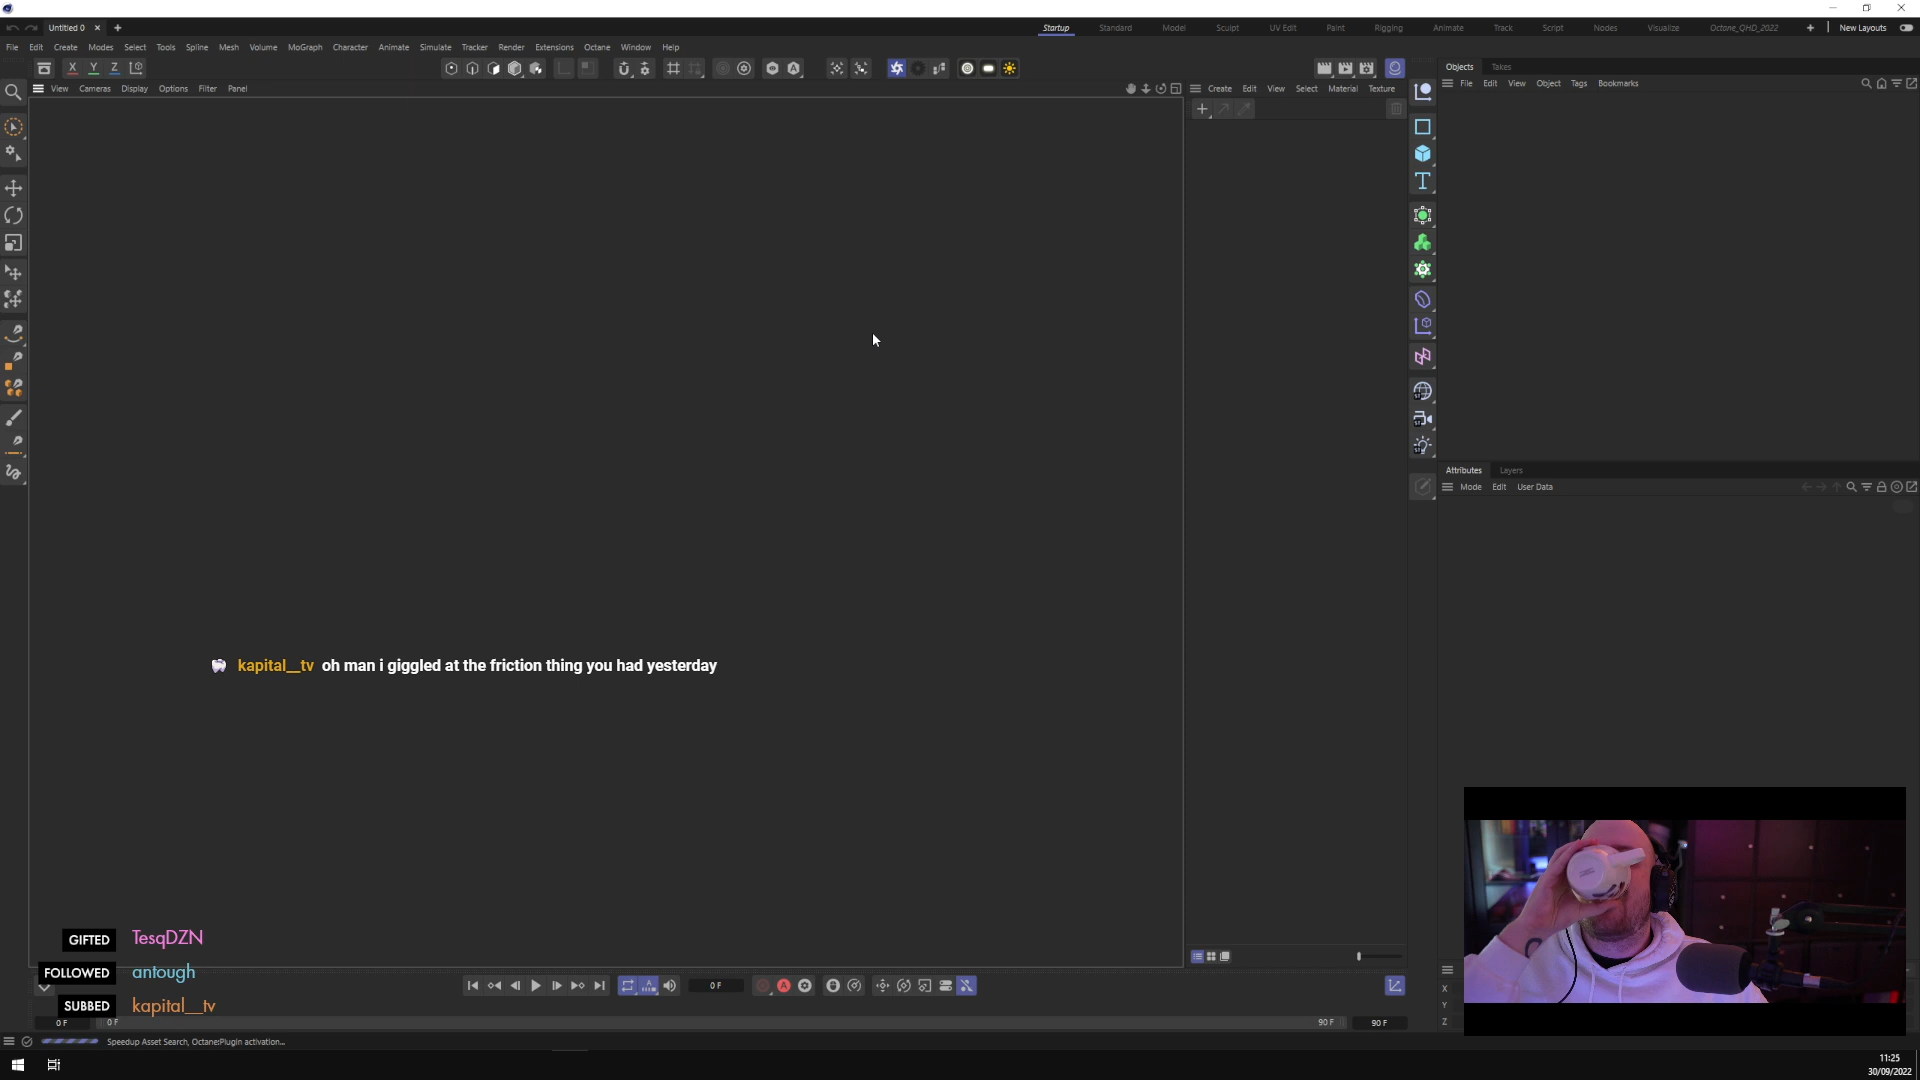 Untitled 0
Startup Standard Model Sculpt UV Edit Paint Rigging Animate Track Script Nodes Visualize Octane_QHD_2022 New Layouts
File Edit Create Modes Select Tools Spline Mesh Volume MoGraph Character Animate Simulate Tracker Render Extensions Octane Window Help
X Y Z
Objects Takes
View Cameras Display Options Filter Panel
Create Edit View Select Material Texture
File Edit View Object Tags Bookmarks
Attributes Layers
Mode Edit User Data
kapital__tv oh man i giggled at the friction thing you had yesterday
GIFTED TesqDZN
FOLLOWED antough
SUBBED kapital__tv
0 F
X
Y
Z
0 F 0 F 90 F 90 F
Speedup Asset Search, Octane:Plugin activation...
11:25
30/09/2022